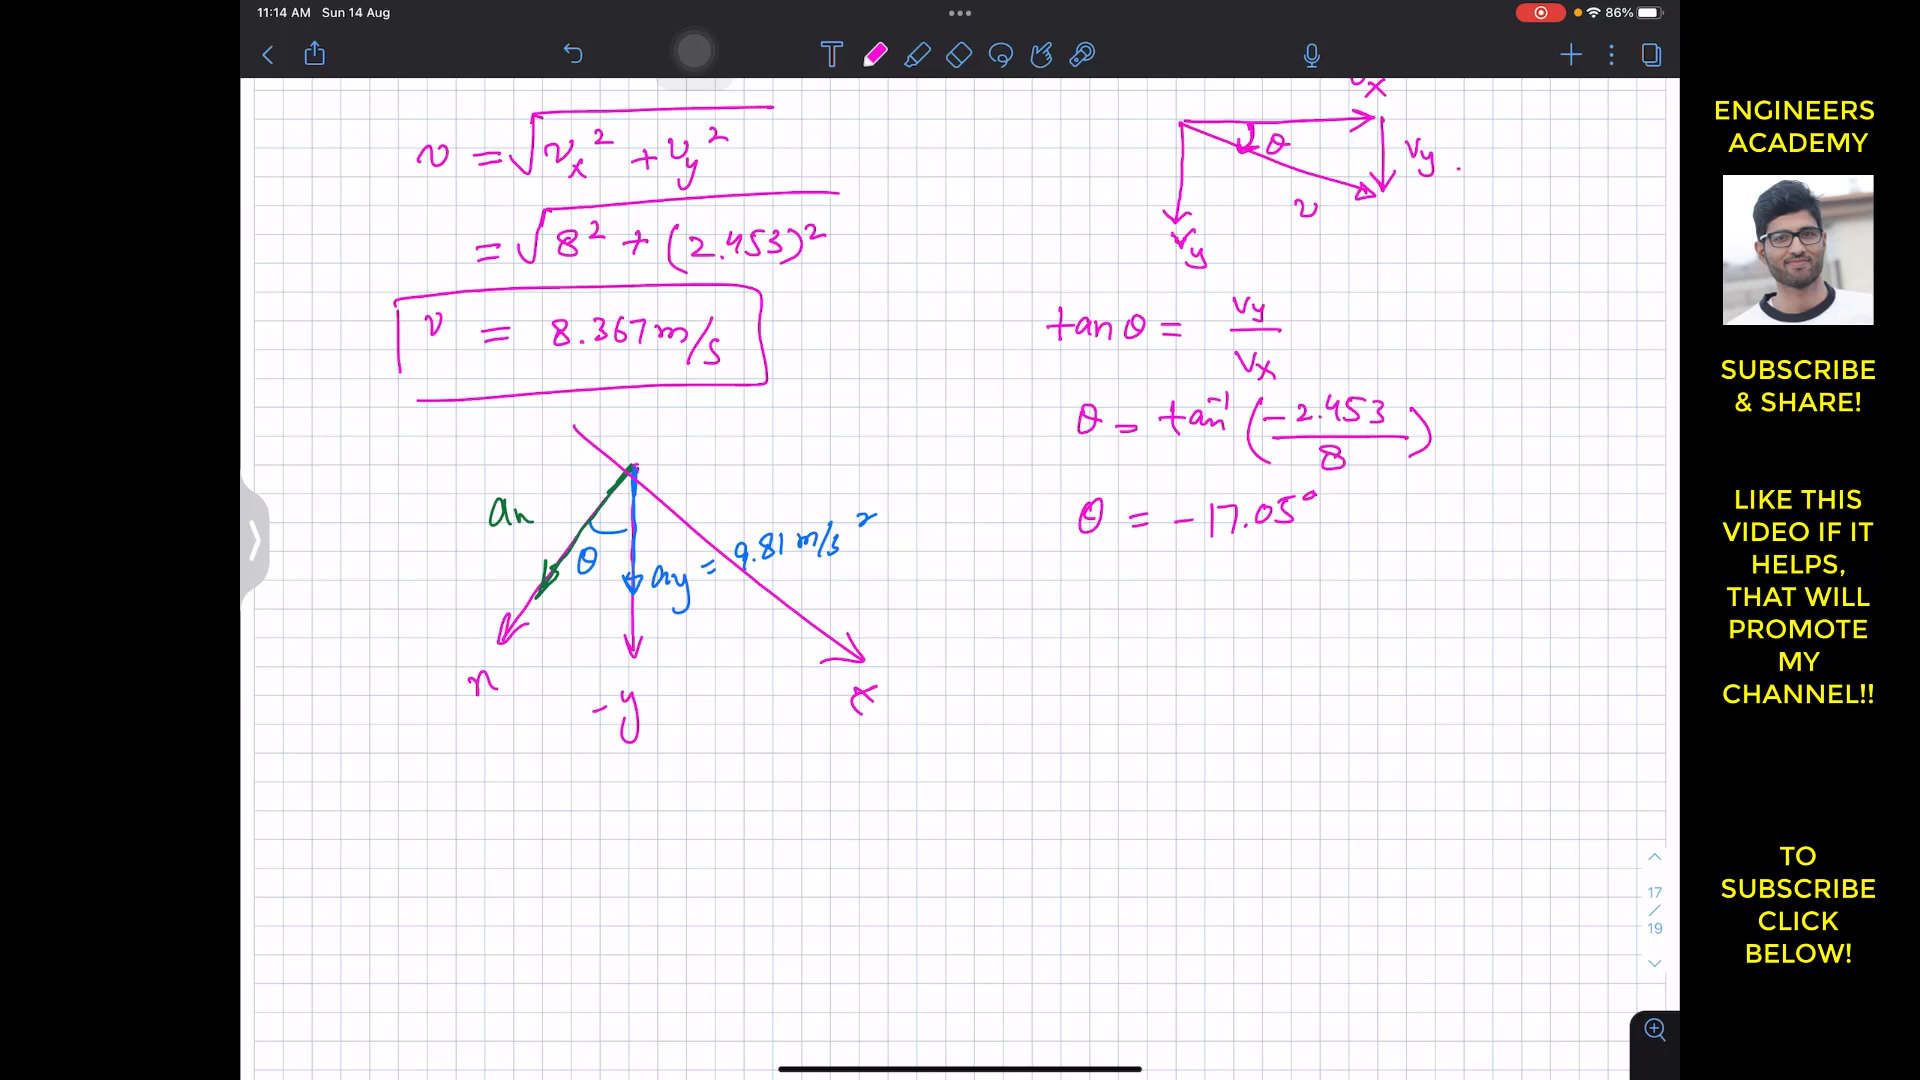 11:14 AM Sun 14 Aug
86%
v = √(vx² + vy²)
= √(8² + (2.453)²)
v = 8.367 m/s
an
θ
ay = 9.81 m/s²
n
-y
x
vx
θ
vy.
v
vy
tan θ = vy/vx
θ = tan⁻¹(-2.453/8)
θ = -17.05°
17
/
19
ENGINEERS
ACADEMY
SUBSCRIBE
& SHARE!
LIKE THIS
VIDEO IF IT
HELPS,
THAT WILL
PROMOTE
MY
CHANNEL!!
TO
SUBSCRIBE
CLICK
BELOW!